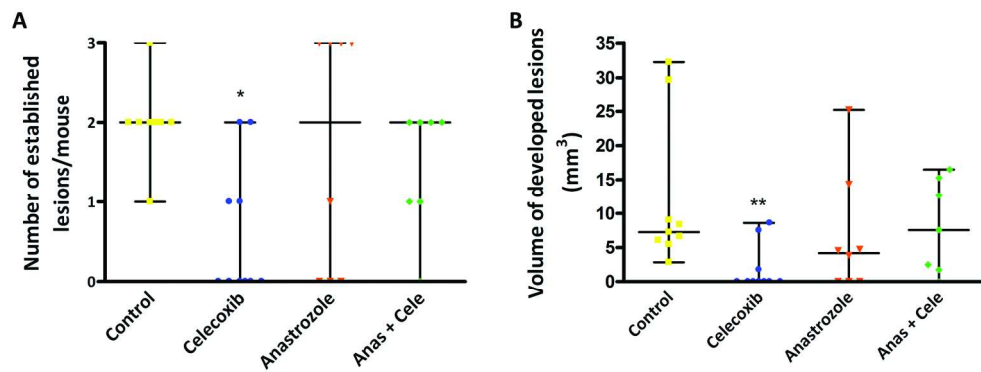 A
Number of established
lesions/mouse
3
2
1
0
*
Control
Celecoxib
Anastrozole
Anas + Cele
B
Volume of developed lesions
(mm³)
35
30
25
20
15
10
5
0
**
Control
Celecoxib
Anastrozole
Anas + Cele